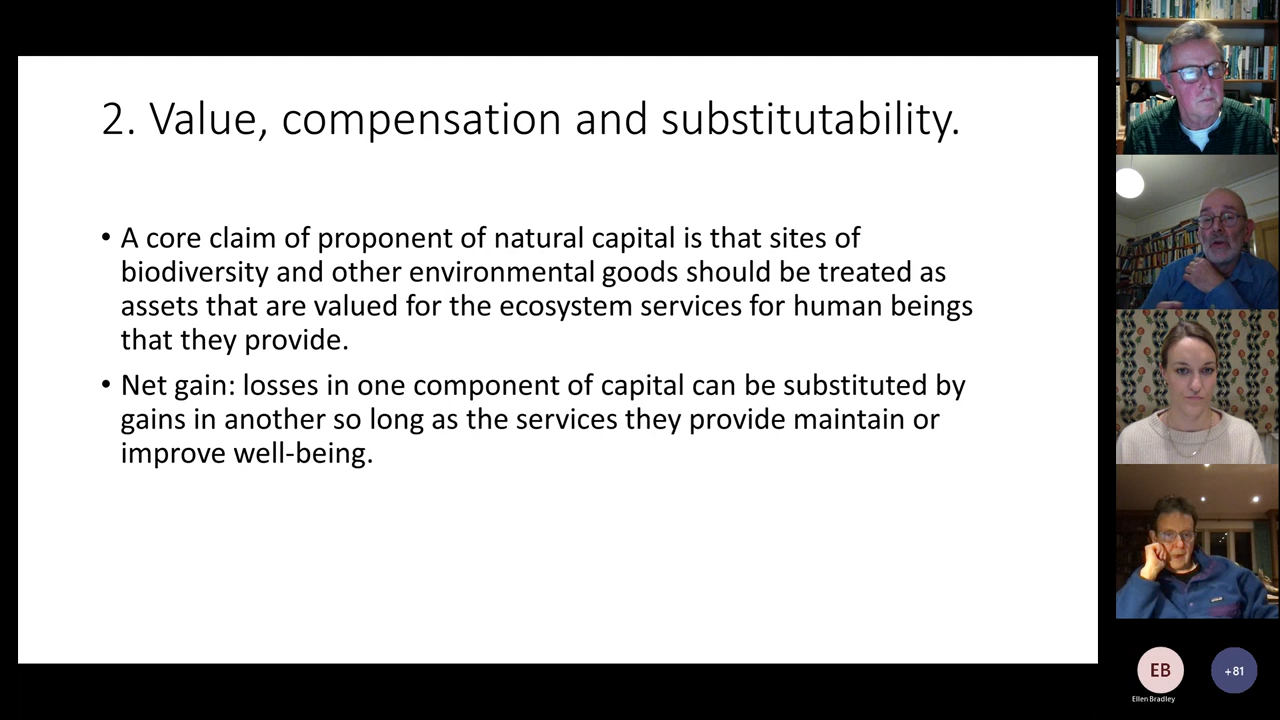 2. Value, compensation and substitutability.
• A core claim of proponent of natural capital is that sites of
biodiversity and other environmental goods should be treated as
assets that are valued for the ecosystem services for human beings
that they provide.
• Net gain: losses in one component of capital can be substituted by
gains in another so long as the services they provide maintain or
improve well-being.
EB
+81
Ellen Bradley